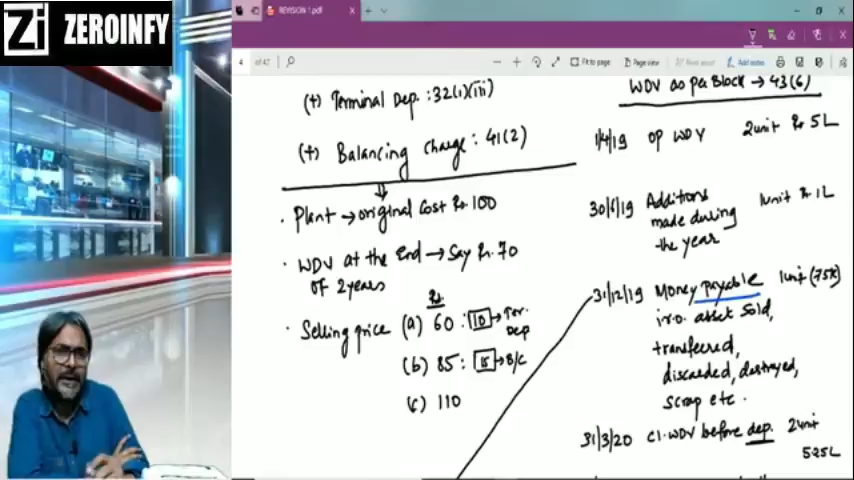 Zi ZEROINFY
REVISION 1.pdf
4 of 47
Fit to page
Page view
Read aloud
Add notes
(+) Terminal Dep. : 32(1)(iii)
(+) Balancing Charge : 41(2)
· Plant → original Cost Rs. 100
· WDV at the End → Say Rs. 70
of 2 years
Rs.
· Selling price (a) 60 : 10 → Ter. Dep
(b) 85 : 15 → B/C
(c) 110
WDV as per Block → 43(6)
1/4/19 OP WDV 2 unit Rs 5L
30/6/19 Additions 1 unit Rs. 1L
made during
the year
31/12/19 Money payable 1 unit (75K)
i.r.o. asset sold,
transferred,
discarded, destroyed,
scrap etc.
31/3/20 Cl. WDV before dep. 2 unit
5.25L